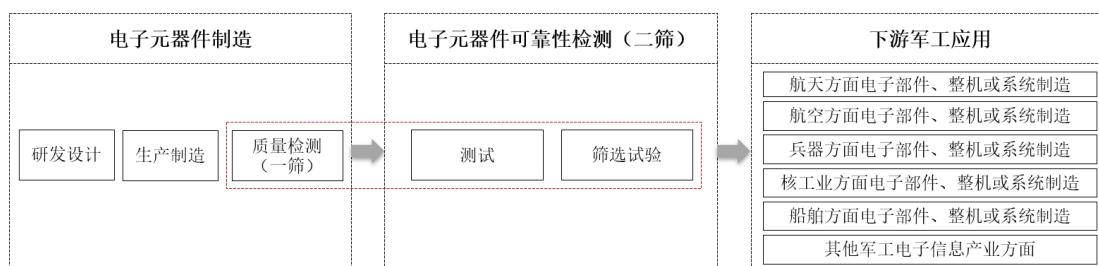 电子元器件制造
电子元器件可靠性检测（二筛）
下游军工应用
研发设计
生产制造
质量检测
（一筛）
测试
筛选试验
航天方面电子部件、整机或系统制造
航空方面电子部件、整机或系统制造
兵器方面电子部件、整机或系统制造
核工业方面电子部件、整机或系统制造
船舶方面电子部件、整机或系统制造
其他军工电子信息产业方面